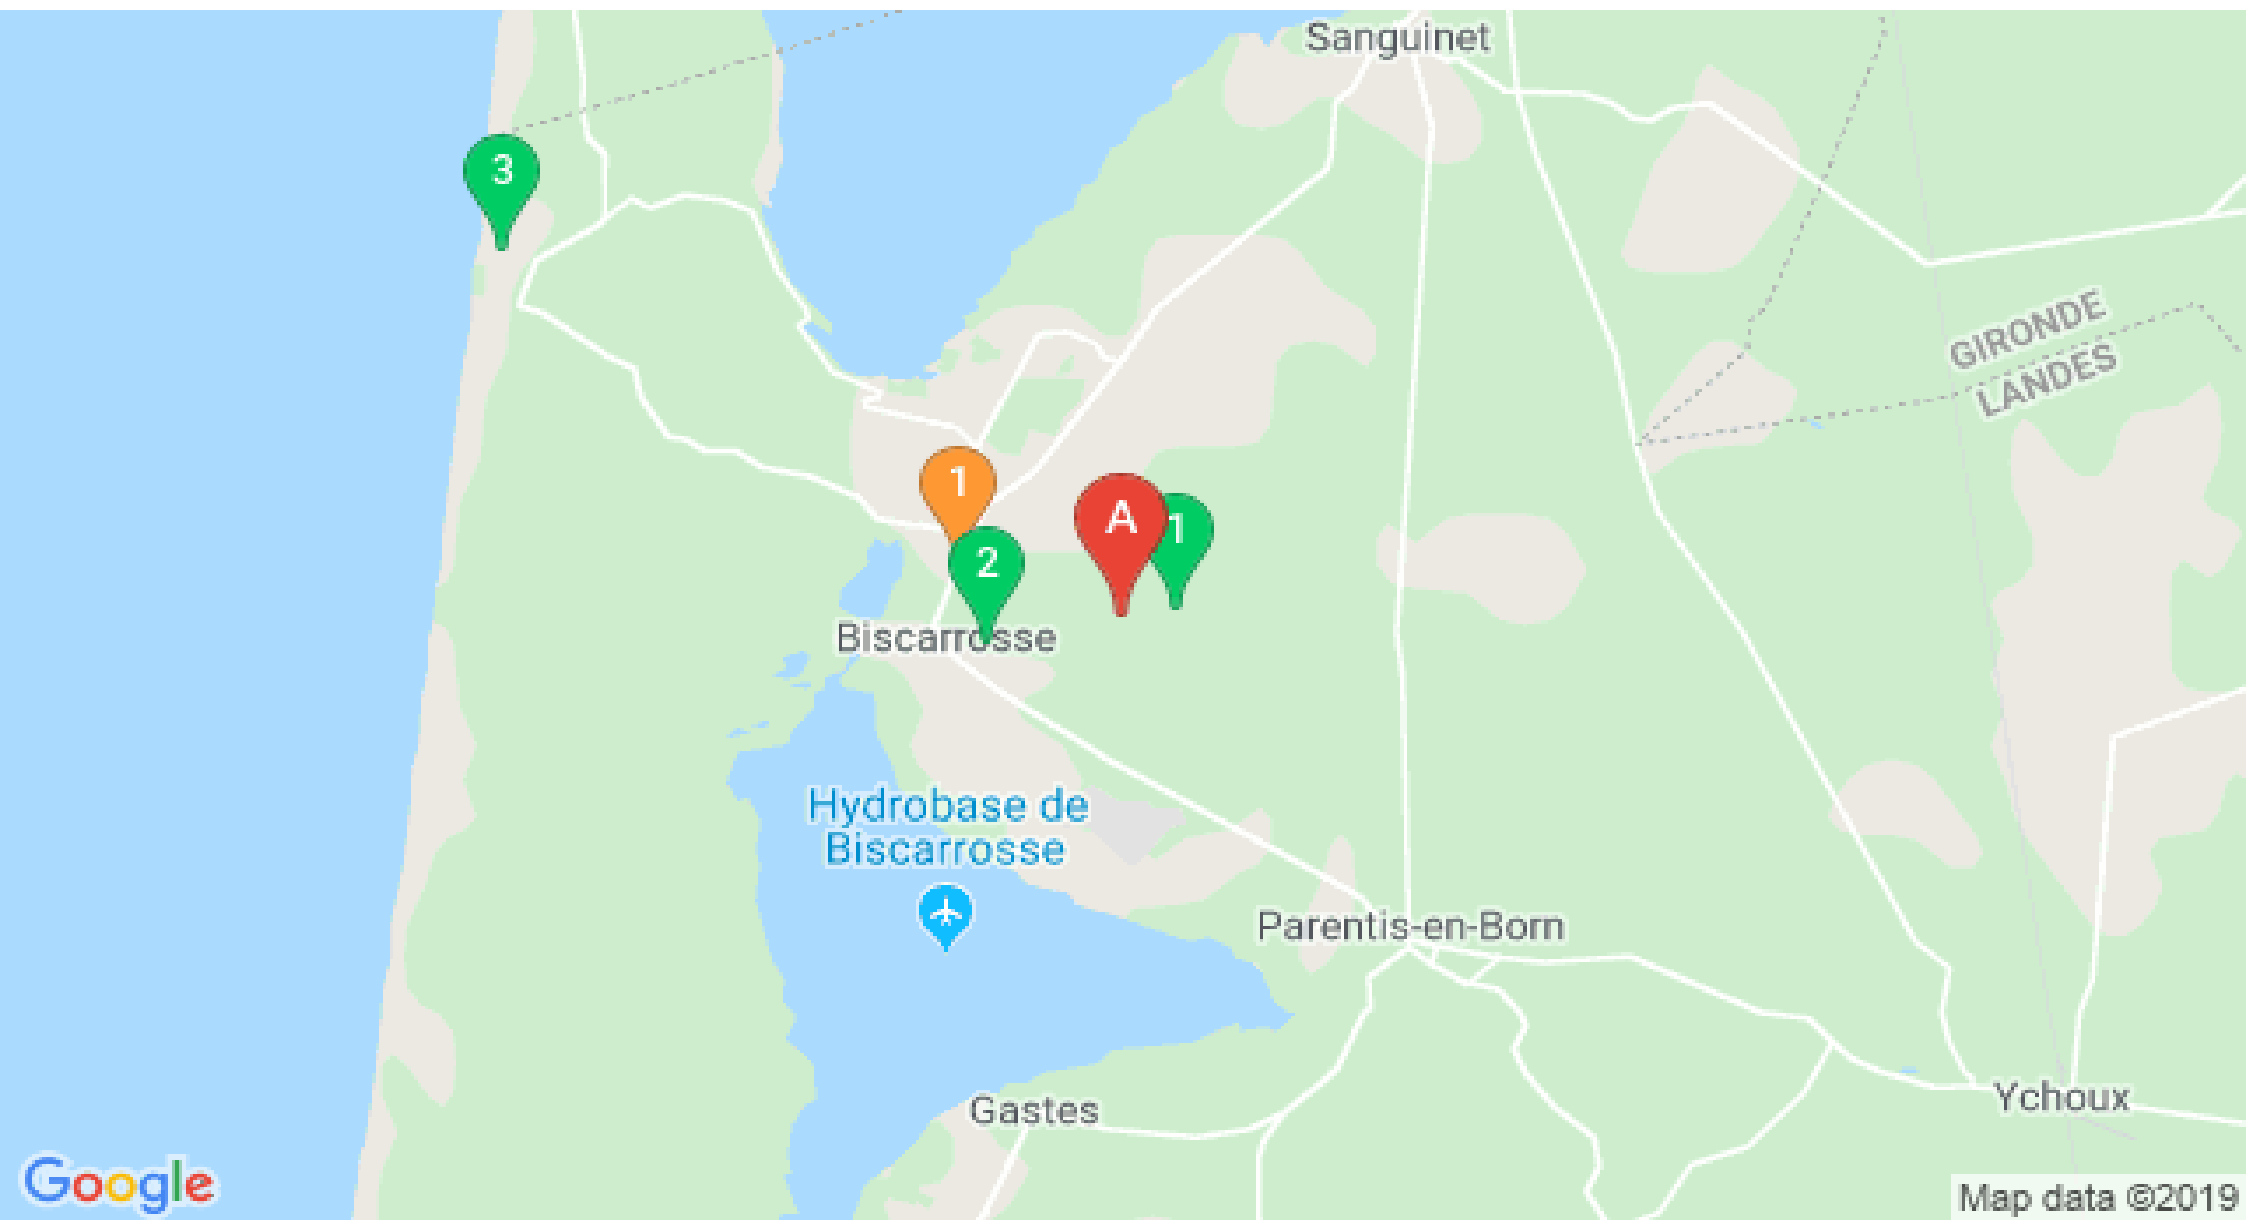 Sanguinet
3
GIRONDE
LANDES
1
A
1
2
Biscarrosse
Hydrobase de
Biscarrosse
Parentis-en-Born
Ychoux
Gastes
Google
Map data ©2019